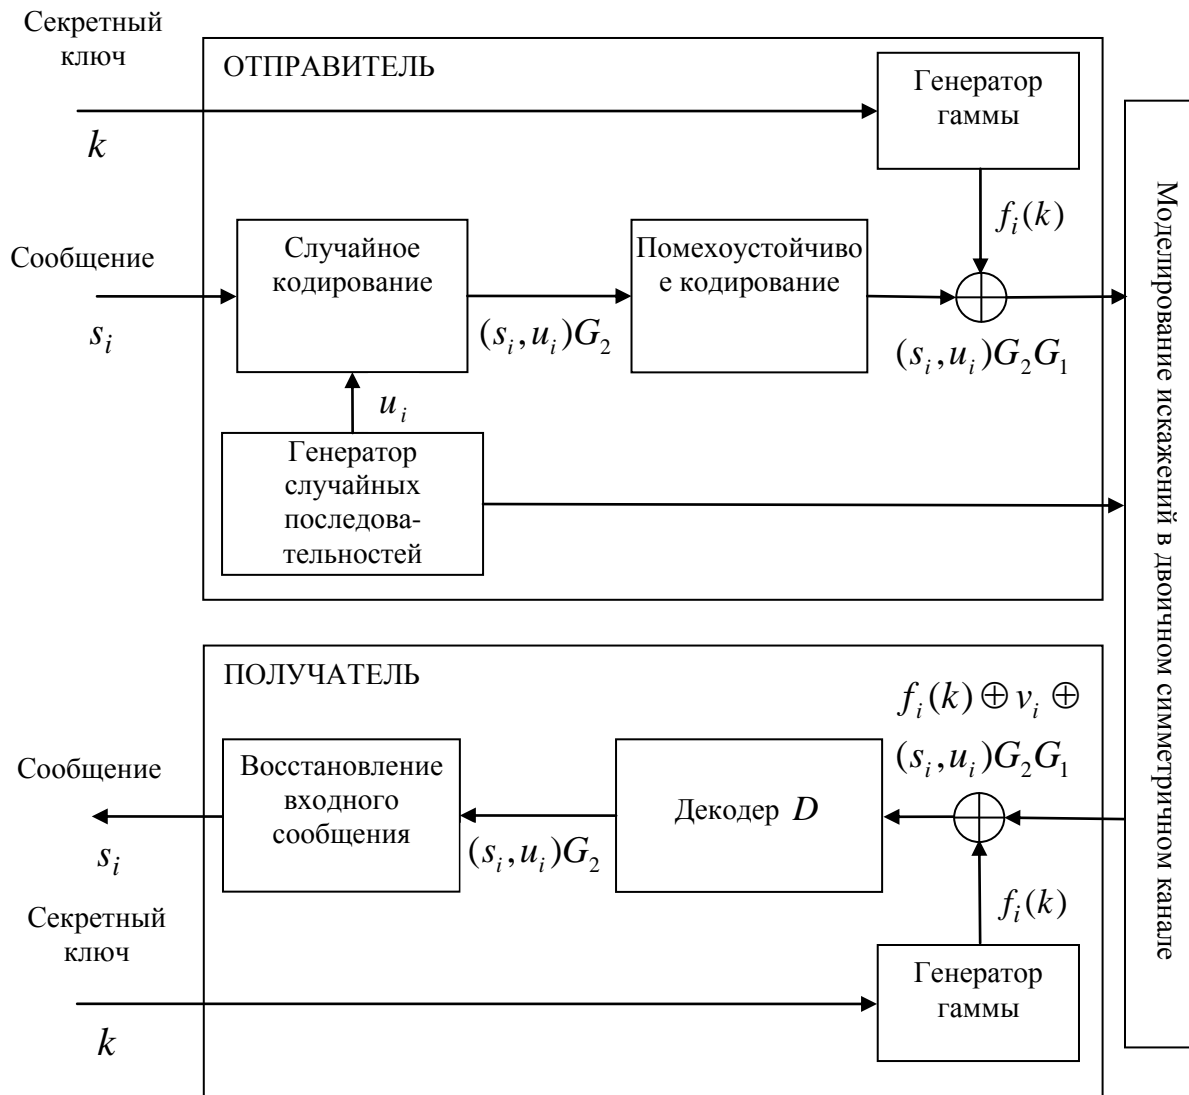 Секретный
ключ
k
ОТПРАВИТЕЛЬ
Генератор
гаммы
f_i(k)
Сообщение
s_i
Случайное
кодирование
(s_i, u_i)G_2
Помехоустойчиво
е кодирование
(s_i, u_i)G_2G_1
u_i
Генератор
случайных
последова-
тельностей
Моделирование искажений в двоичном симметричном канале
ПОЛУЧАТЕЛЬ
f_i(k) ⊕ v_i ⊕
(s_i, u_i)G_2G_1
Сообщение
s_i
Восстановление
входного
сообщения
(s_i, u_i)G_2
Декодер D
f_i(k)
Секретный
ключ
k
Генератор
гаммы